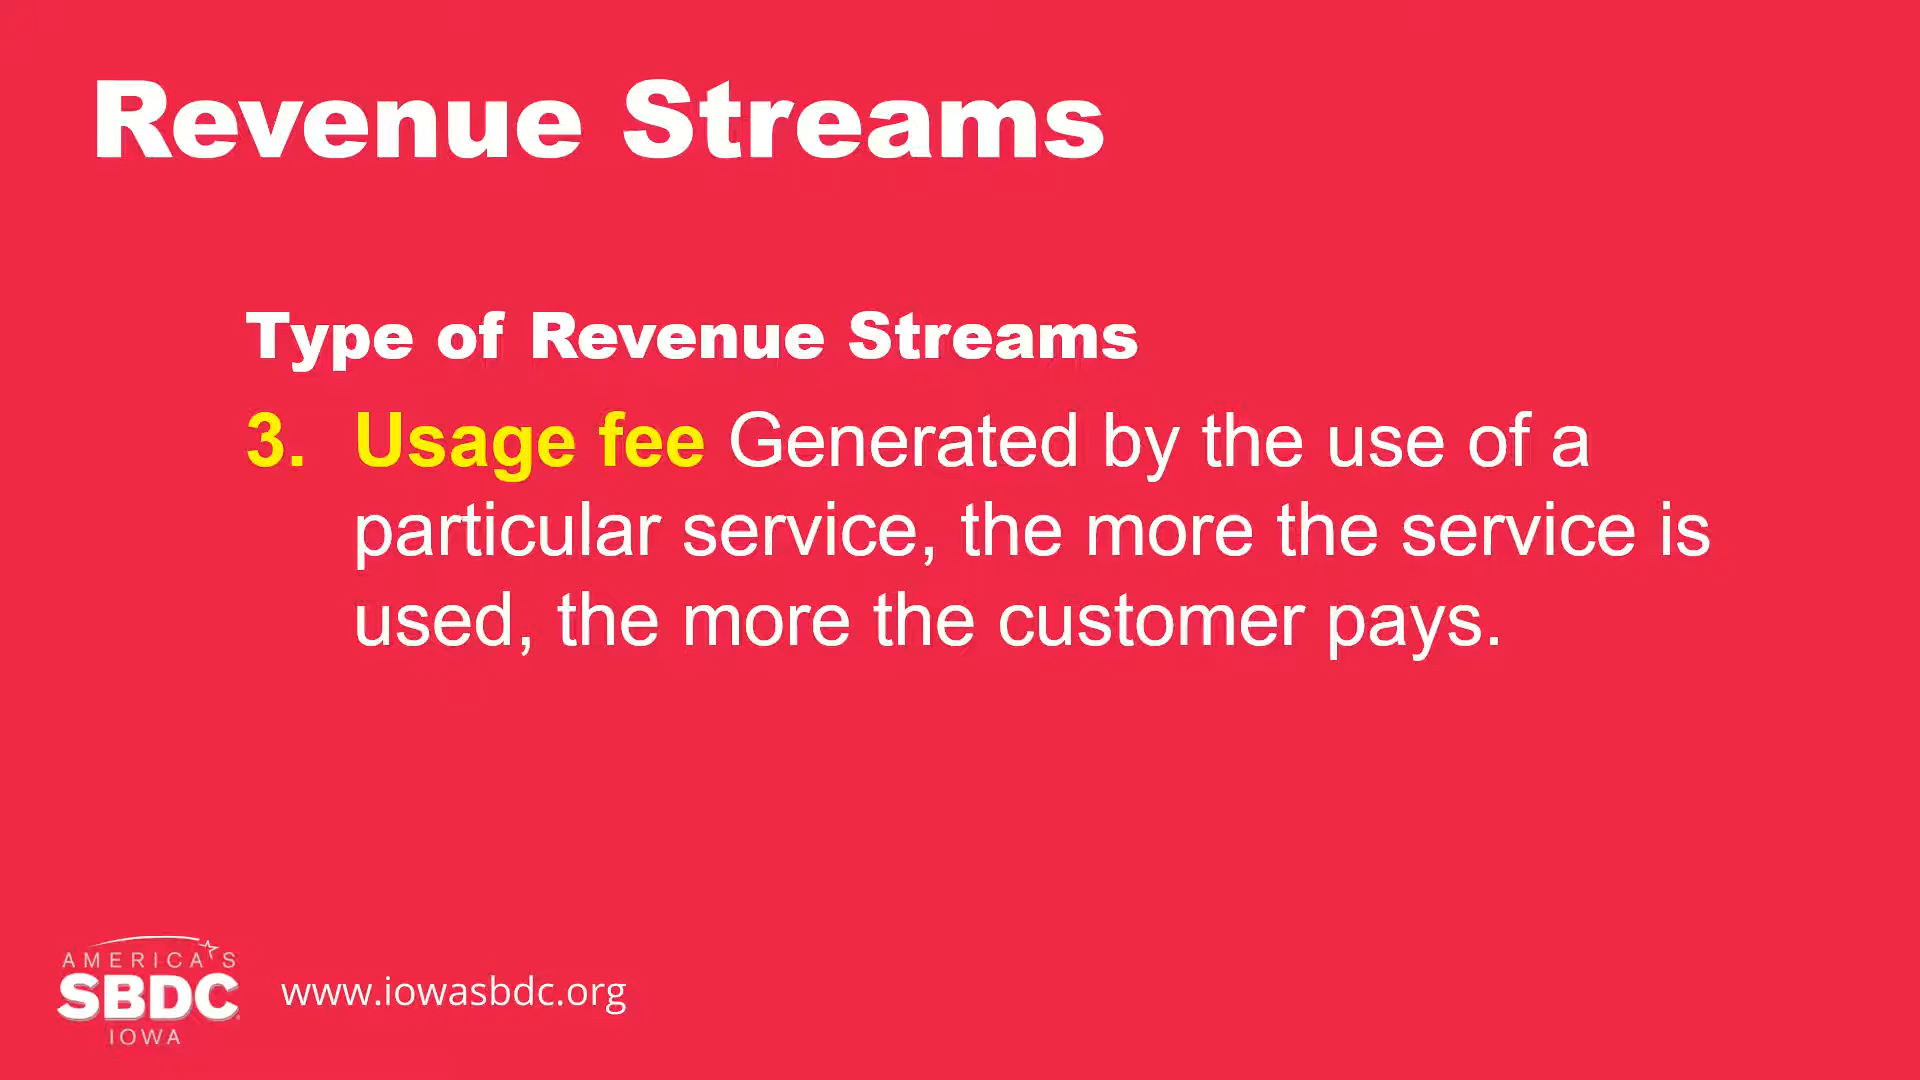 Revenue Streams
Type of Revenue Streams
3. Usage fee Generated by the use of a
particular service, the more the service is
used, the more the customer pays.
AMERICA'S
SBDC
IOWA
www.iowasbdc.org